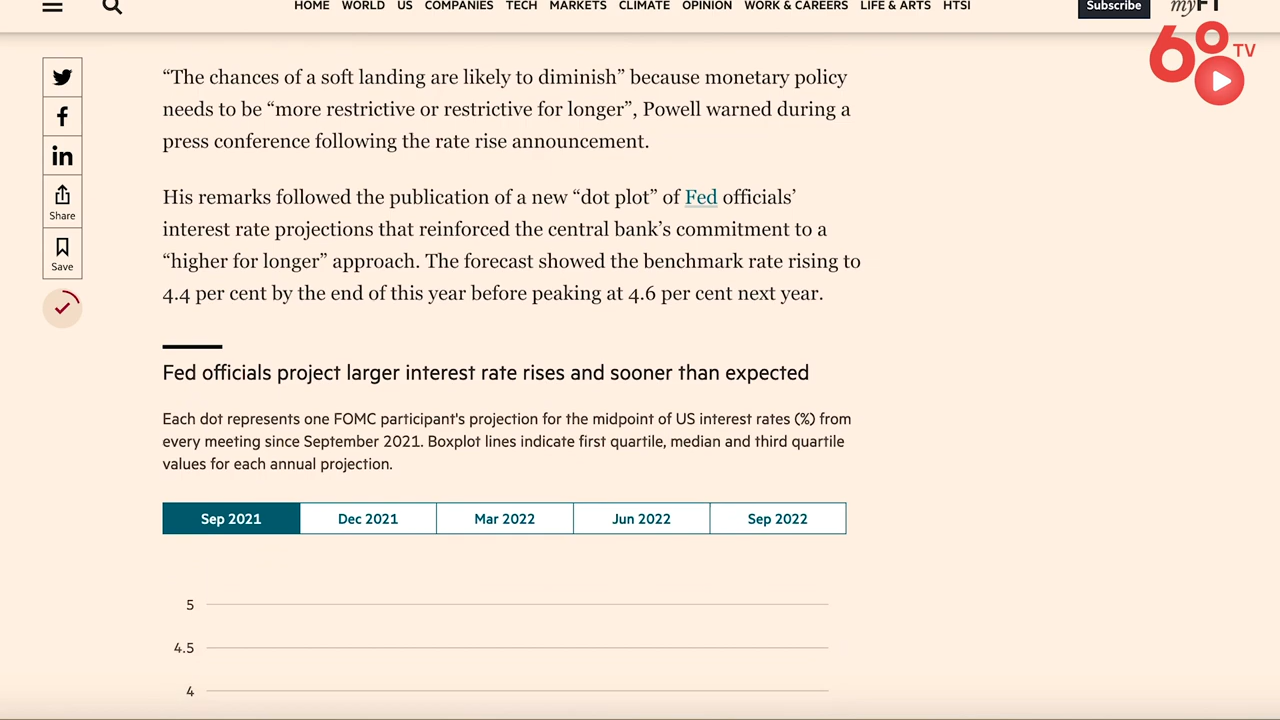 HOME WORLD US COMPANIES TECH MARKETS CLIMATE OPINION WORK & CAREERS LIFE & ARTS HTSI
Subscribe
myFT
68 TV
“The chances of a soft landing are likely to diminish” because monetary policy
needs to be “more restrictive or restrictive for longer”, Powell warned during a
press conference following the rate rise announcement.
His remarks followed the publication of a new “dot plot” of Fed officials’
interest rate projections that reinforced the central bank’s commitment to a
“higher for longer” approach. The forecast showed the benchmark rate rising to
4.4 per cent by the end of this year before peaking at 4.6 per cent next year.
Share
Save
Fed officials project larger interest rate rises and sooner than expected
Each dot represents one FOMC participant's projection for the midpoint of US interest rates (%) from
every meeting since September 2021. Boxplot lines indicate first quartile, median and third quartile
values for each annual projection.
Sep 2021 Dec 2021 Mar 2022 Jun 2022 Sep 2022
5
4.5
4